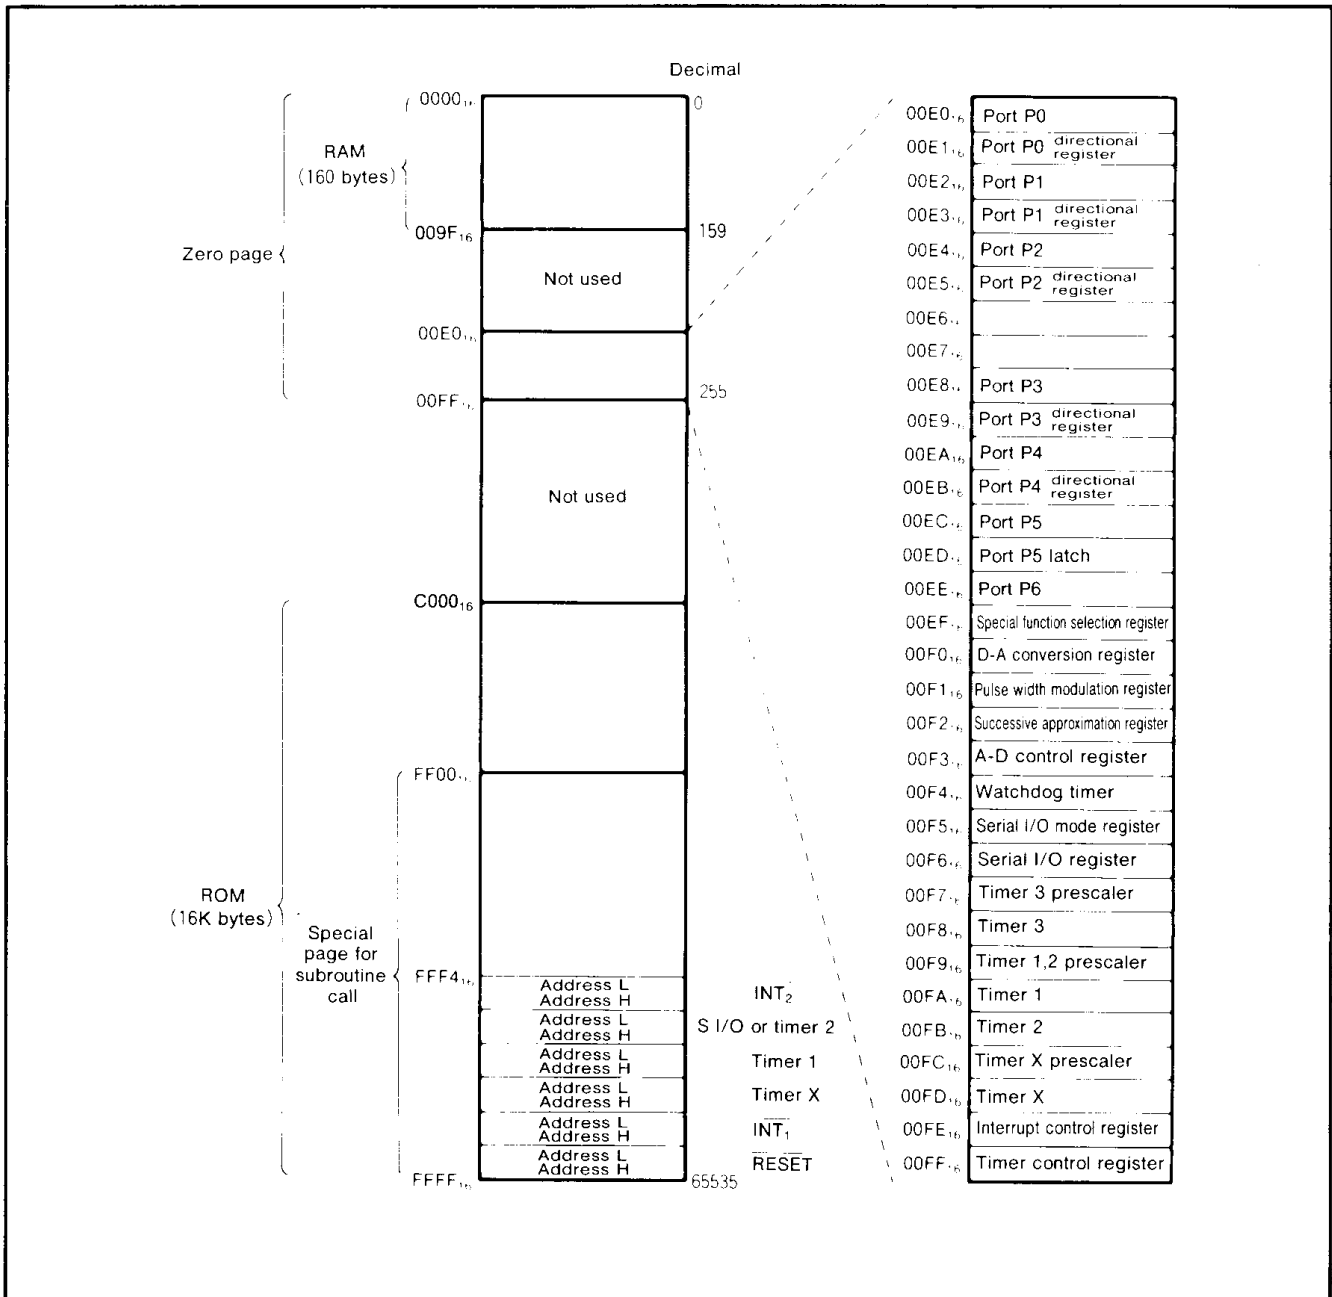 Decimal
0000₁₆
0
RAM
(160 bytes)
009F₁₆
159
Zero page
Not used
00E0₁₆
00FF₁₆
255
Not used
C000₁₆
FF00₁₆
ROM
(16K bytes)
Special
page for
subroutine
call
FFF4₁₆
Address L
Address H
INT₂
Address L
Address H
S I/O or timer 2
Address L
Address H
Timer 1
Address L
Address H
Timer X
Address L
Address H
INT₁
Address L
Address H
RESET
FFFF₁₆
65535
00E0₁₆ Port P0
00E1₁₆ Port P0 directional register
00E2₁₆ Port P1
00E3₁₆ Port P1 directional register
00E4₁₆ Port P2
00E5₁₆ Port P2 directional register
00E6₁₆
00E7₁₆
00E8₁₆ Port P3
00E9₁₆ Port P3 directional register
00EA₁₆ Port P4
00EB₁₆ Port P4 directional register
00EC₁₆ Port P5
00ED₁₆ Port P5 latch
00EE₁₆ Port P6
00EF₁₆ Special function selection register
00F0₁₆ D-A conversion register
00F1₁₆ Pulse width modulation register
00F2₁₆ Successive approximation register
00F3₁₆ A-D control register
00F4₁₆ Watchdog timer
00F5₁₆ Serial I/O mode register
00F6₁₆ Serial I/O register
00F7₁₆ Timer 3 prescaler
00F8₁₆ Timer 3
00F9₁₆ Timer 1,2 prescaler
00FA₁₆ Timer 1
00FB₁₆ Timer 2
00FC₁₆ Timer X prescaler
00FD₁₆ Timer X
00FE₁₆ Interrupt control register
00FF₁₆ Timer control register